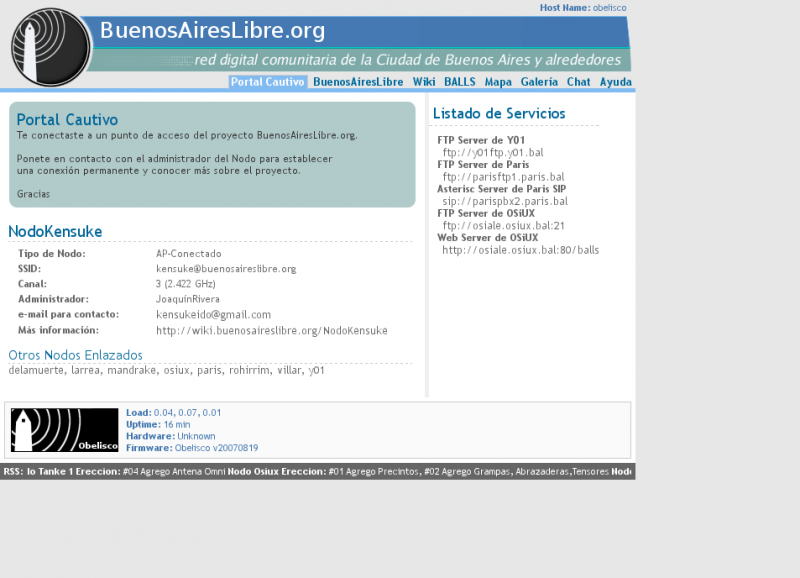 Host Name: obelisco
BuenosAiresLibre.org
red digital comunitaria de la Ciudad de Buenos Aires y alrededores
Portal Cautivo BuenosAiresLibre Wiki BALLS Mapa Galería Chat Ayuda
Portal Cautivo
Te conectaste a un punto de acceso del proyecto BuenosAiresLibre.org.
Ponete en contacto con el administrador del Nodo para establecer
una conexión permanente y conocer más sobre el proyecto.
Gracias
NodoKensuke
Tipo de Nodo: AP-Conectado
SSID: kensuke@buenosaireslibre.org
Canal: 3 (2.422 GHz)
Administrador: JoaquínRivera
e-mail para contacto: kensukeido@gmail.com
Más información: http://wiki.buenosaireslibre.org/NodoKensuke
Otros Nodos Enlazados
delamuerte, larrea, mandrake, osiux, paris, rohirrim, villar, y01
Listado de Servicios
FTP Server de Y01
ftp://y01ftp.y01.bal
FTP Server de Paris
ftp://parisftp1.paris.bal
Asterisc Server de Paris SIP
sip://parispbx2.paris.bal
FTP Server de OSiUX
ftp://osiale.osiux.bal:21
Web Server de OSiUX
http://osiale.osiux.bal:80/balls
Obelisco
Load: 0.04, 0.07, 0.01
Uptime: 16 min
Hardware: Unknown
Firmware: Obelisco v20070819
RSS: lo Tanke 1 Ereccion: #04 Agrego Antena Omni Nodo Osiux Ereccion: #01 Agrego Precintos, #02 Agrego Grampas, Abrazaderas,Tensores Nodo